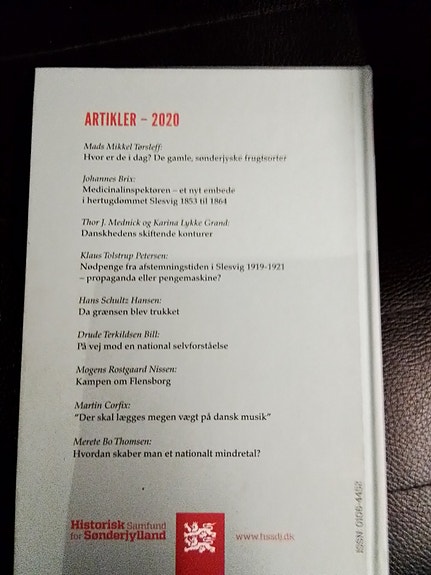 ARTIKLER – 2020
Mads Mikkel Tørsleff:
Hvor er de i dag? De gamle, sønderjyske frugtsorter
Johannes Brix:
Medicinalinspektøren – et nyt embede
i hertugdømmet Slesvig 1853 til 1864
Thor J. Mednick og Karina Lykke Grand:
Danskhedens skiftende konturer
Klaus Tolstrup Petersen:
Nødpenge fra afstemningstiden i Slesvig 1919-1921
– propaganda eller pengemaskine?
Hans Schultz Hansen:
Da grænsen blev trukket
Drude Terkildsen Bill:
På vej mod en national selvforståelse
Mogens Rostgaard Nissen:
Kampen om Flensborg
Martin Corfix:
"Der skal lægges megen vægt på dansk musik"
Merete Bo Thomsen:
Hvordan skaber man et nationalt mindretal?
Historisk Samfund
for Sønderjylland
www.hssdj.dk
ISSN 0106-4452